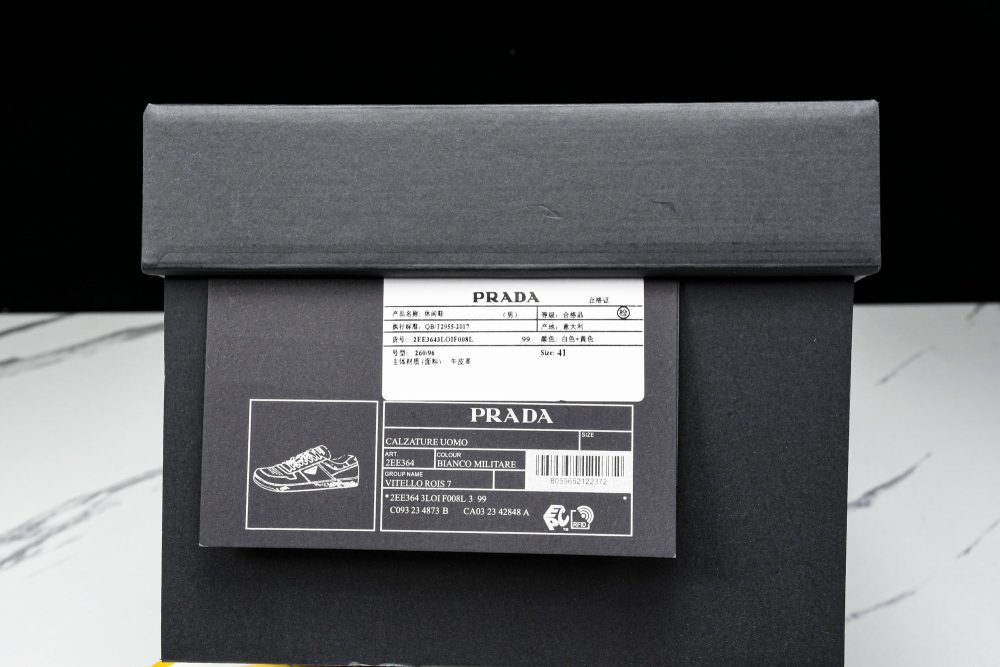 PRADA 合格证
产品名称: 休闲鞋 (男) 等级: 合格品 检
执行标准: QB/T2955-2017 产地: 意大利
货号: 2EE3643LOIF008L 99 颜色: 白色+黄色
号型: 260/96 Size: 41
主体材质(面料) 牛皮革
PRADA
CALZATURE UOMO SIZE
ART. COLOUR
2EE364 BIANCO MILITARE
GROUP NAME
VITELLO ROIS 7
8059652122372
*2EE364 3LOI F008L 3 99 *
C093 23 4873 B CA03 23 42848 A
EPC TM RFID